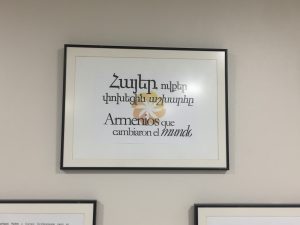 Հայեր, ովքեր
փոխեցին աշխարհը
Armenios que
cambiaron el mundo